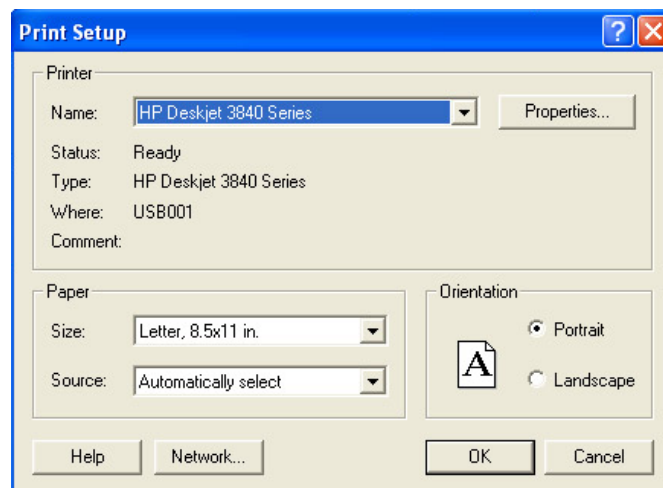 Print Setup
Printer
Name: HP Deskjet 3840 Series Properties...
Status: Ready
Type: HP Deskjet 3840 Series
Where: USB001
Comment:
Paper
Size: Letter, 8.5x11 in.
Source: Automatically select
Orientation
A
Portrait
Landscape
Help Network... OK Cancel